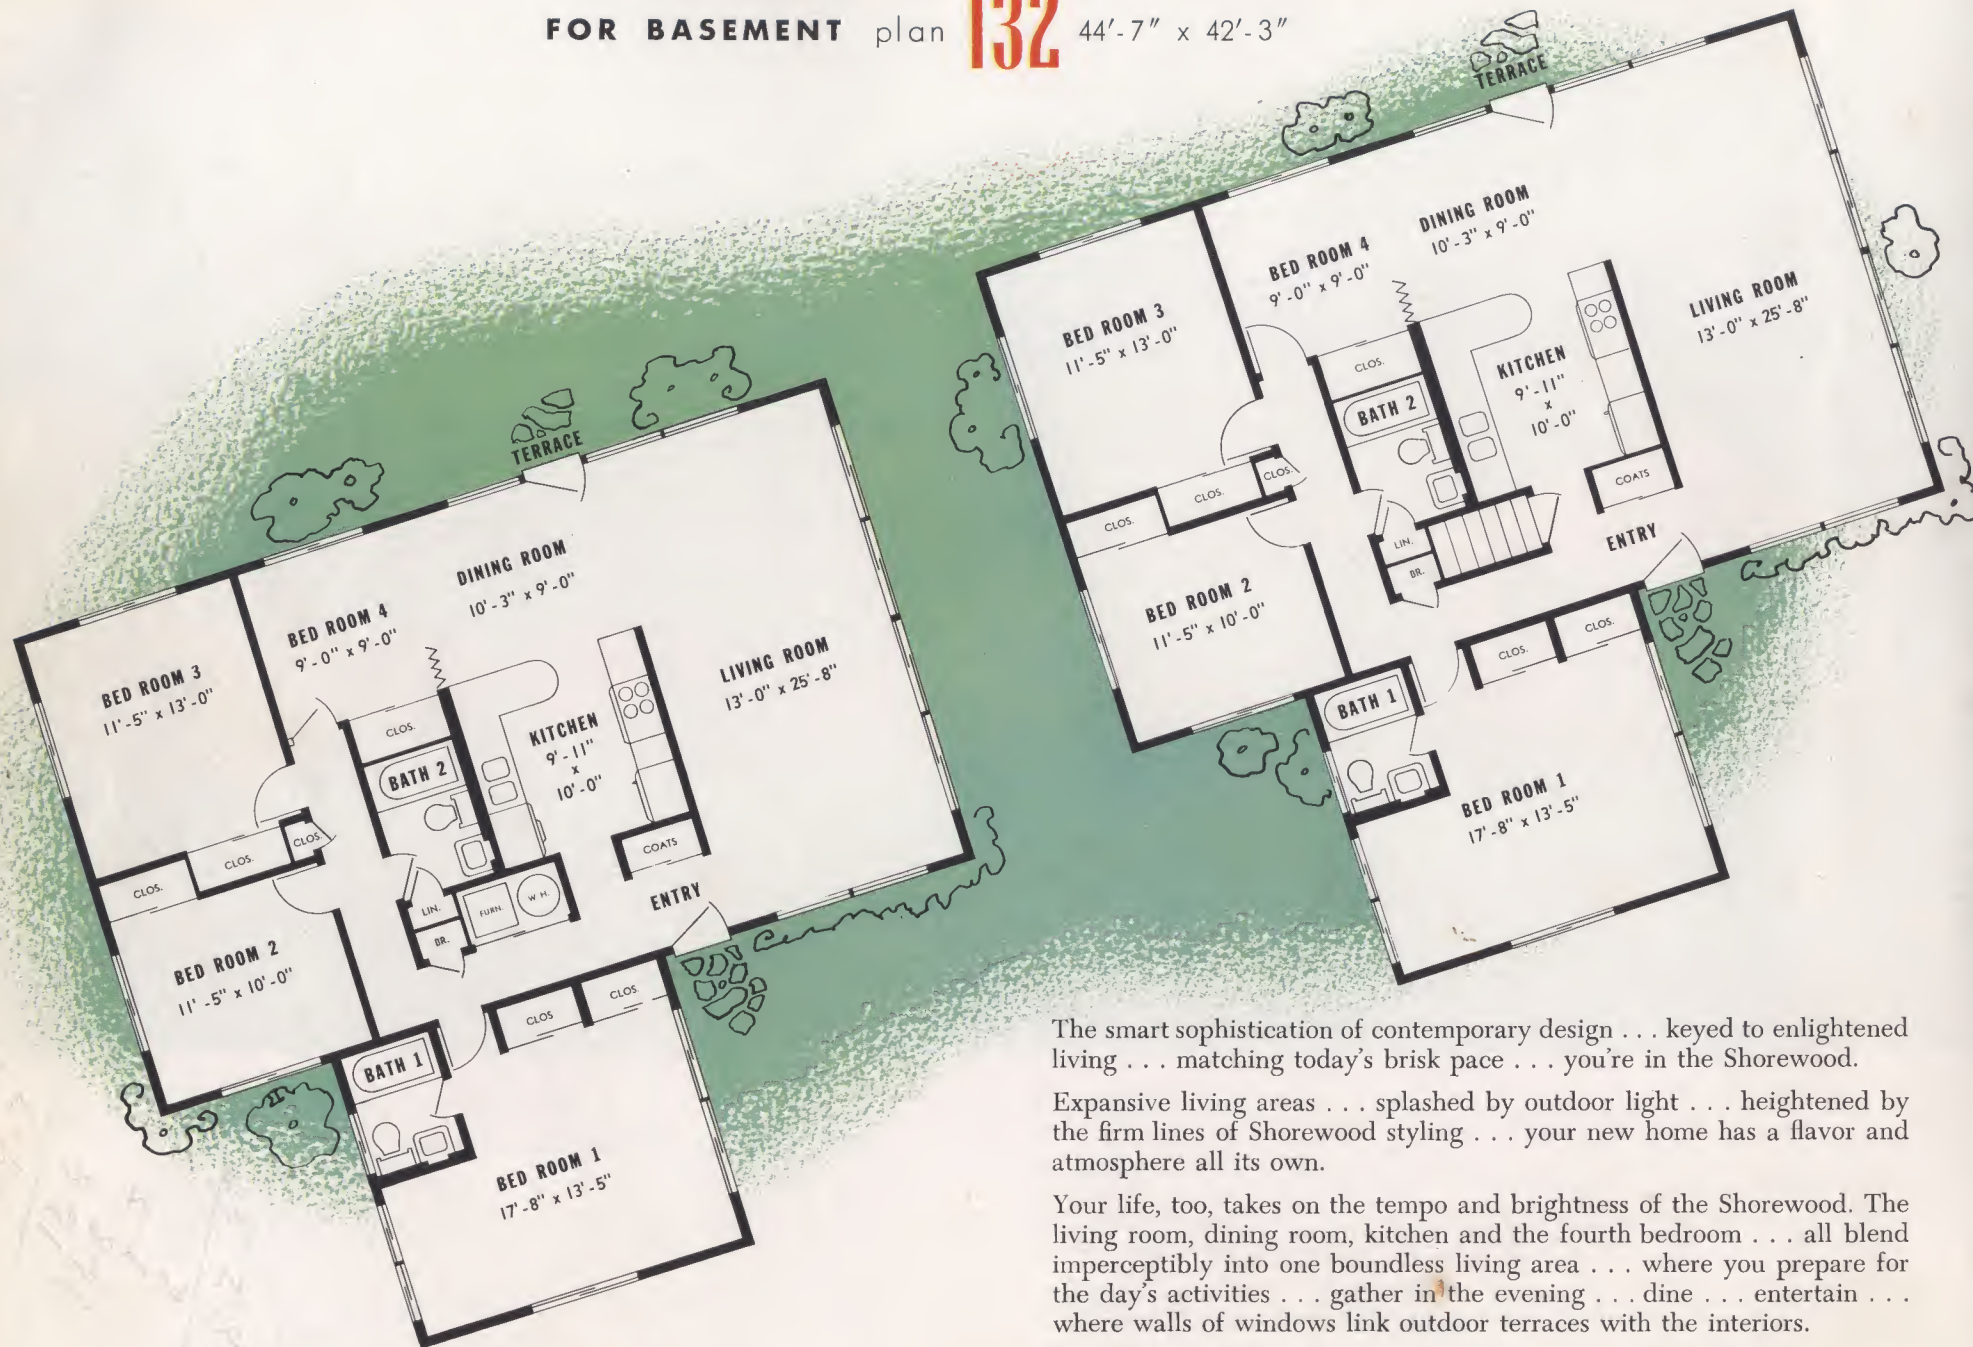 FOR BASEMENT plan 132 44'-7" x 42'-3"
TERRACE
DINING ROOM
10'-3" x 9'-0"
BED ROOM 4
9'-0" x 9'-0"
BED ROOM 3
11'-5" x 13'-0"
LIVING ROOM
13'-0" x 25'-8"
KITCHEN
9'-11"
x
10'-0"
CLOS.
BATH 2
COATS
CLOS.
CLOS.
CLOS.
LIN.
BR.
ENTRY
BED ROOM 2
11'-5" x 10'-0"
CLOS.
CLOS.
BATH 1
BED ROOM 1
17'-8" x 13'-5"
TERRACE
DINING ROOM
10'-3" x 9'-0"
BED ROOM 4
9'-0" x 9'-0"
BED ROOM 3
11'-5" x 13'-0"
LIVING ROOM
13'-0" x 25'-8"
KITCHEN
9'-11"
x
10'-0"
CLOS.
BATH 2
COATS
CLOS.
CLOS.
CLOS.
LIN.
FURN.
W. H.
BR.
ENTRY
BED ROOM 2
11'-5" x 10'-0"
CLOS
CLOS.
BATH 1
BED ROOM 1
17'-8" x 13'-5"
The smart sophistication of contemporary design . . . keyed to enlightened
living . . . matching today's brisk pace . . . you're in the Shorewood.
Expansive living areas . . . splashed by outdoor light . . . heightened by
the firm lines of Shorewood styling . . . your new home has a flavor and
atmosphere all its own.
Your life, too, takes on the tempo and brightness of the Shorewood. The
living room, dining room, kitchen and the fourth bedroom . . . all blend
imperceptibly into one boundless living area . . . where you prepare for
the day's activities . . . gather in the evening . . . dine . . . entertain . . .
where walls of windows link outdoor terraces with the interiors.